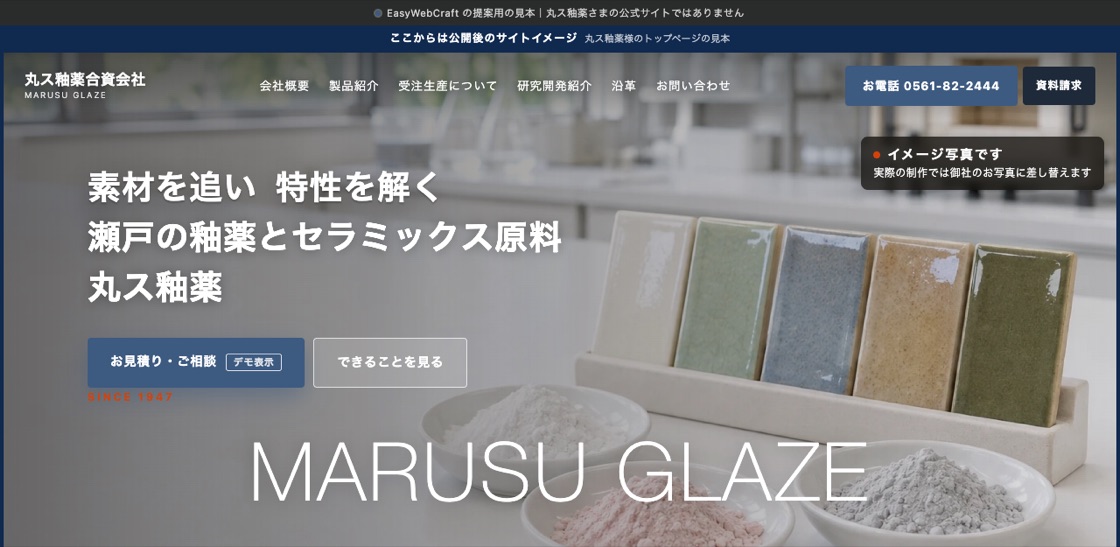 EasyWebCraft の提案用の見本｜丸ス釉薬さまの公式サイトではありません
ここからは公開後のサイトイメージ 丸ス釉薬様のトップページの見本
丸ス釉薬合資会社
MARUSU GLAZE
会社概要 製品紹介 受注生産について 研究開発紹介 沿革 お問い合わせ
お電話 0561-82-2444
資料請求
イメージ写真です
実際の制作では御社のお写真に差し替えます
素材を追い 特性を解く
瀬戸の釉薬とセラミックス原料
丸ス釉薬
お見積り・ご相談 デモ表示
できることを見る
SINCE 1947
MARUSU GLAZE